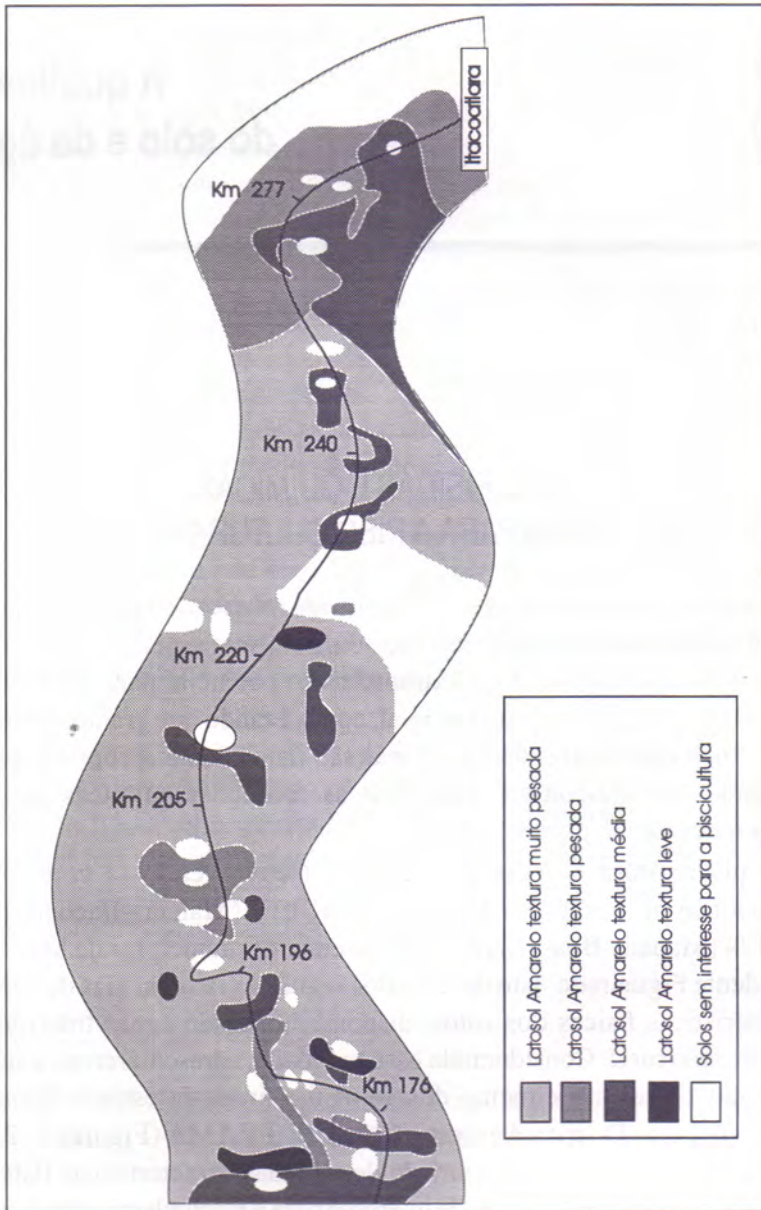 Itacoatiara
Km 277
Km 240
Km 220
Km 205
Km 196
Km 176
Latosol Amarelo textura muito pesada
Latosol Amarelo textura pesada
Latosol Amarelo textura média
Latosol Amarelo textura leve
Solos sem interesse para a piscicultura